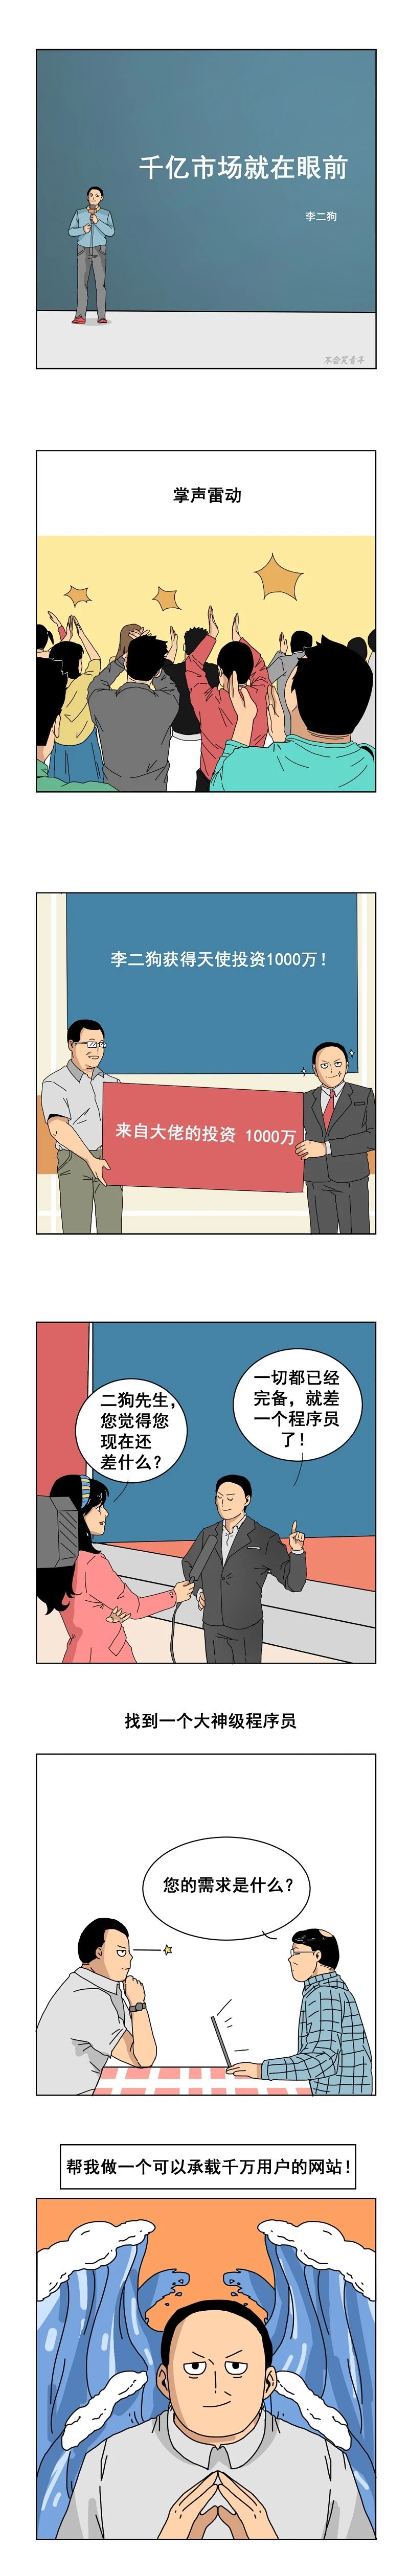 千亿市场就在眼前
李二狗
不会笑青年
掌声雷动
李二狗获得天使投资1000万!
来自大佬的投资 1000万
二狗先生,
您觉得您
现在还
差什么?
一切都已经
完备,就差
一个程序员
了!
找到一个大神级程序员
您的需求是什么?
帮我做一个可以承载千万用户的网站!